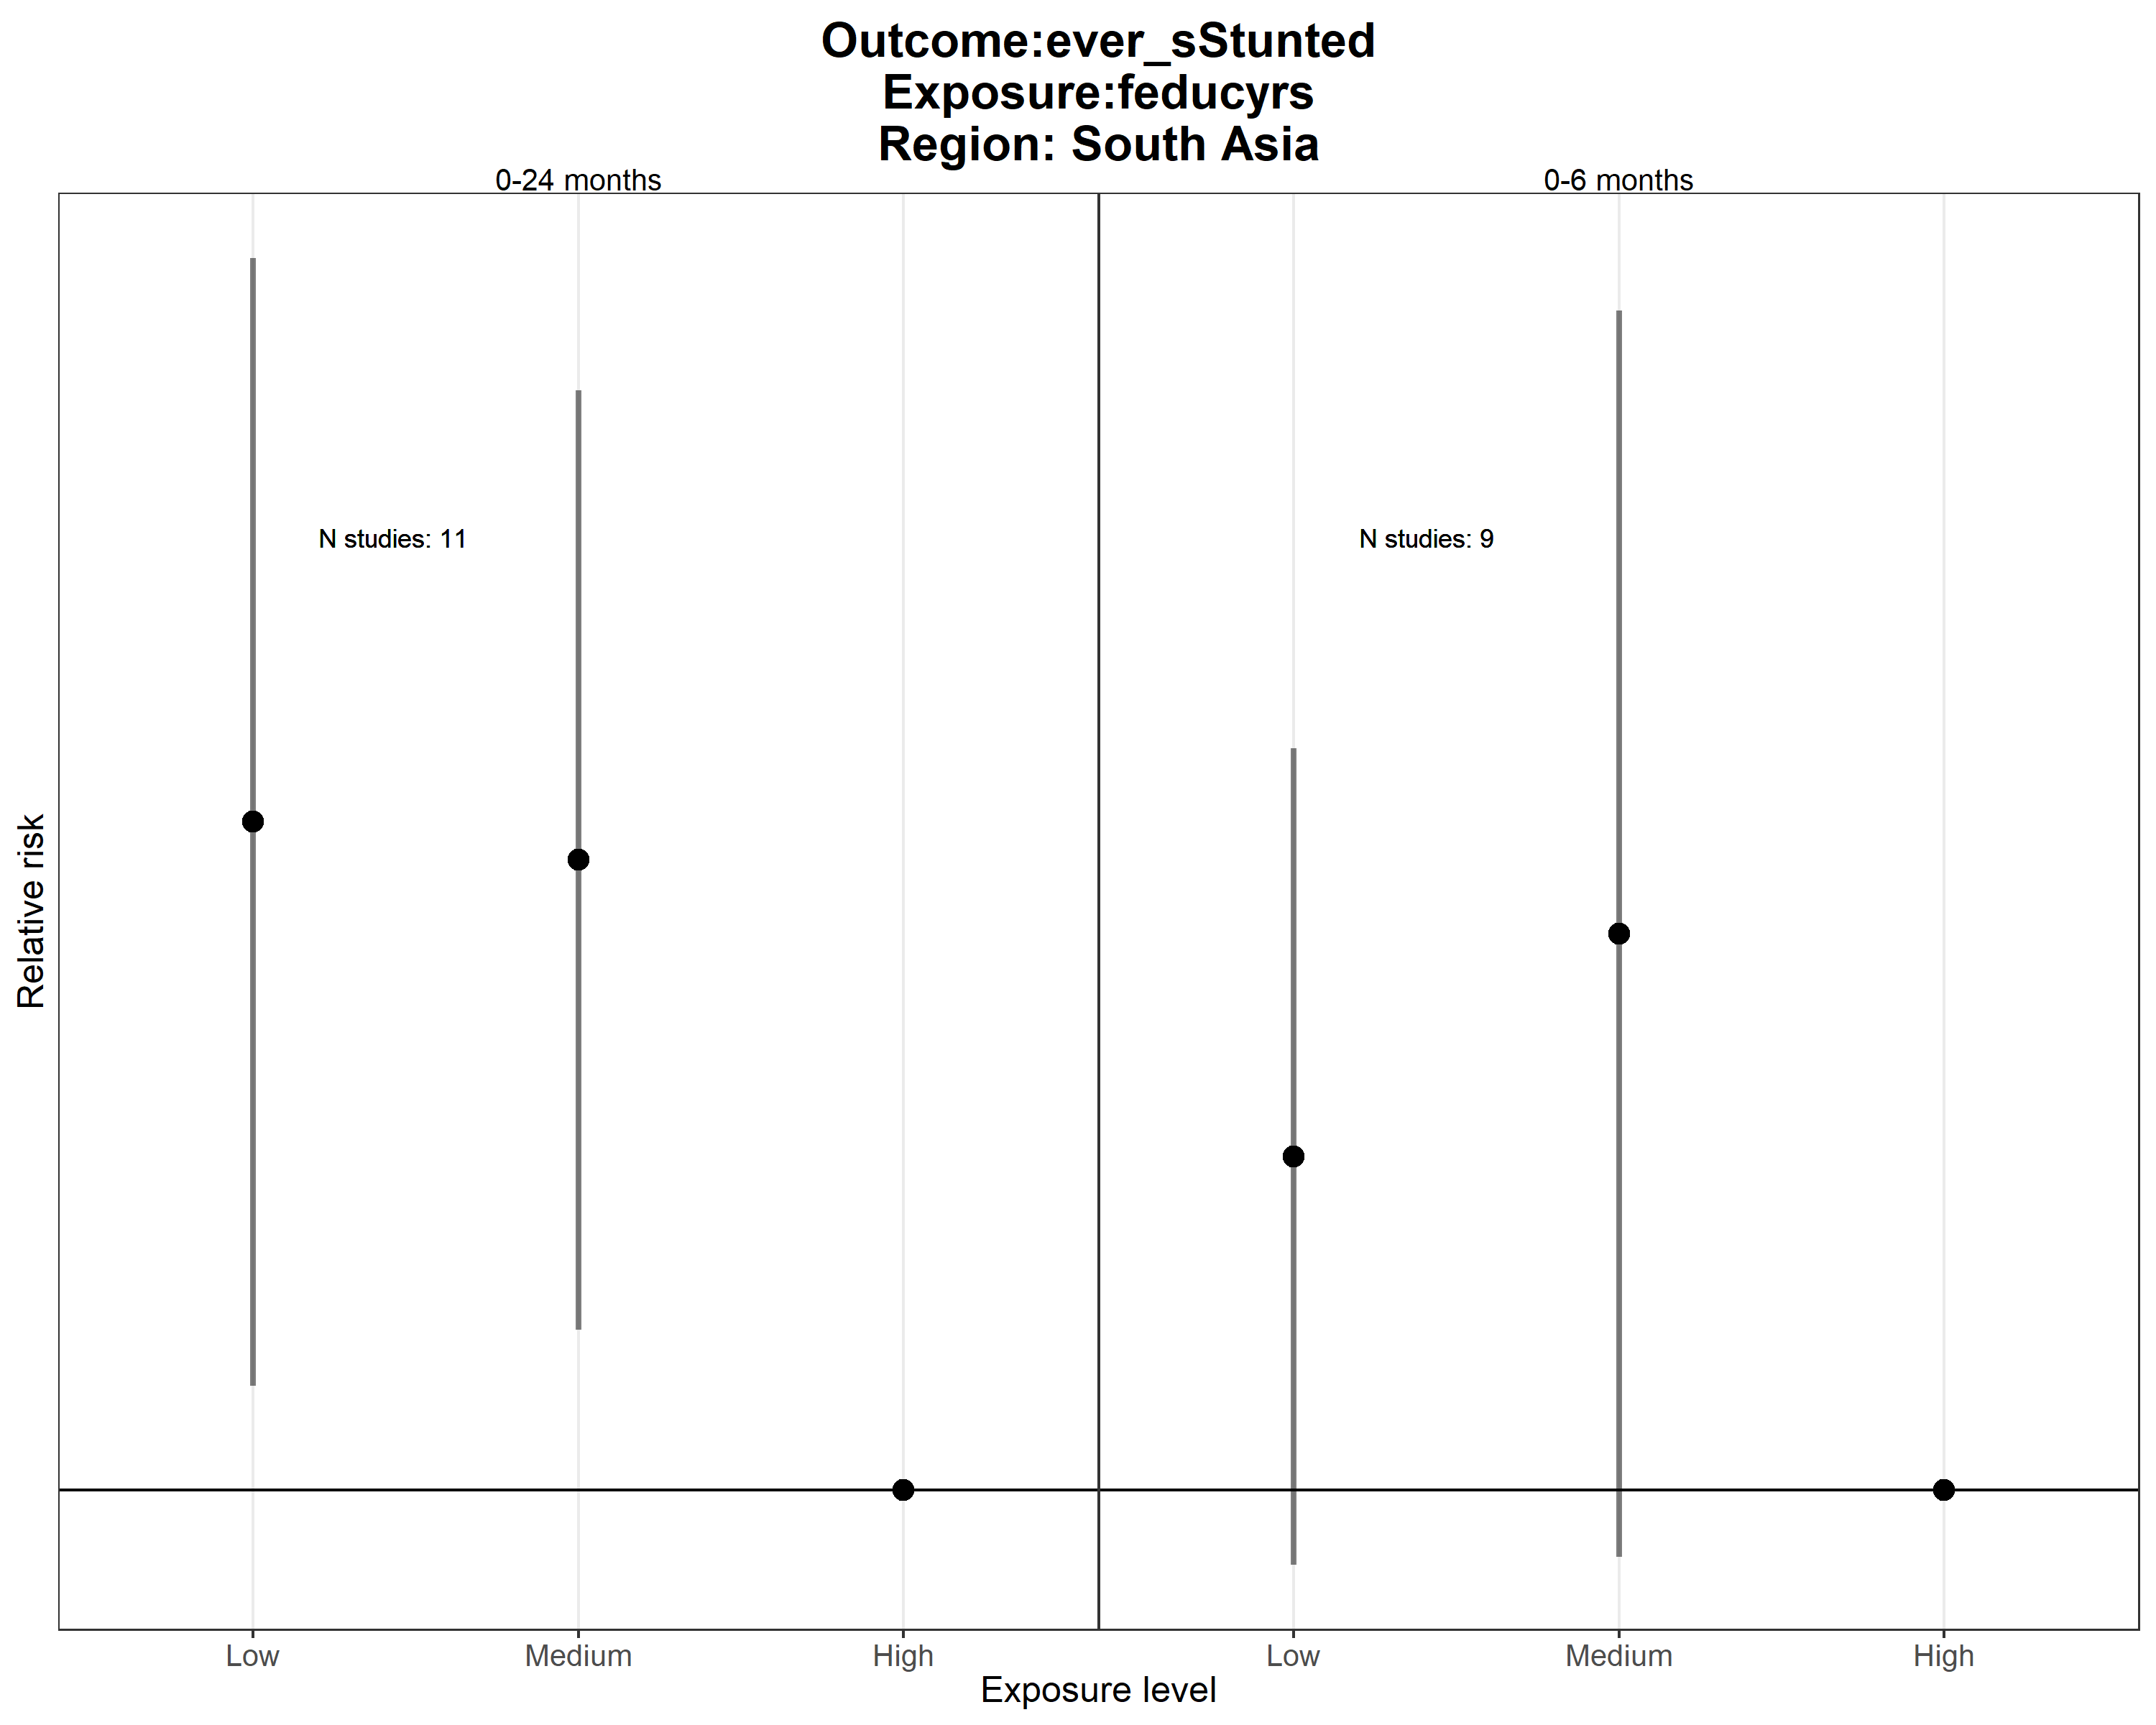 Outcome:ever_sStunted
Exposure:feducyrs
Region: South Asia
0-24 months
0-6 months
N studies: 11
N studies: 9
Relative risk
Low
Medium
High
Low
Medium
High
Exposure level